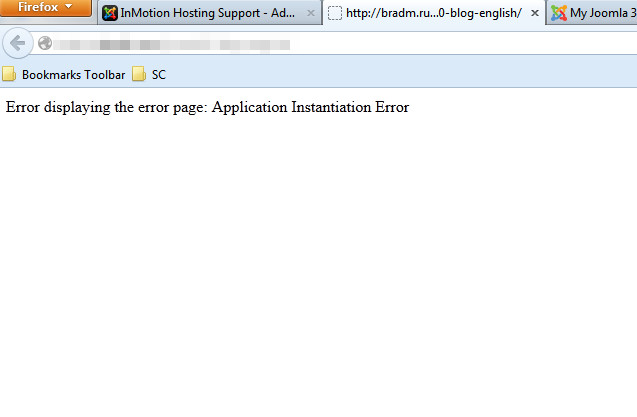 Firefox
InMotion Hosting Support - Ad...
http://bradm.ru...0-blog-english/
My Joomla 3
Bookmarks Toolbar
SC
Error displaying the error page: Application Instantiation Error